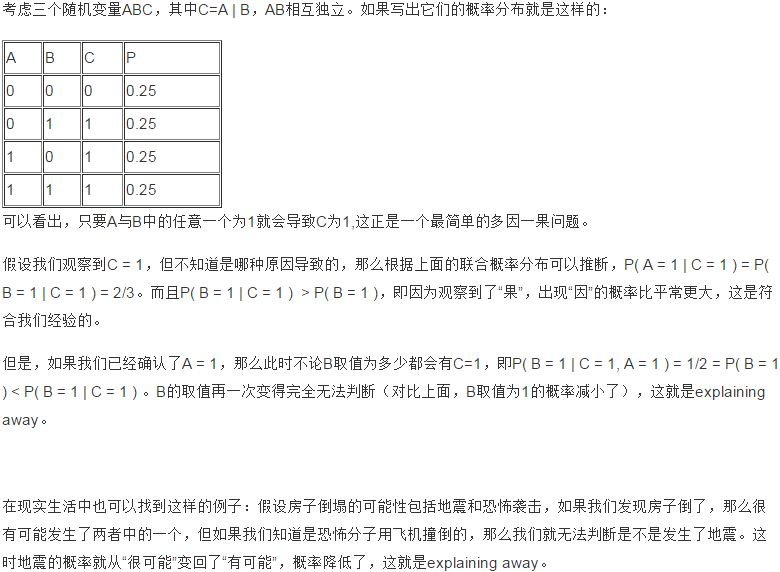 考虑三个随机变量ABC，其中C=A | B，AB相互独立。如果写出它们的概率分布就是这样的：
A B C P
0 0 0 0.25
0 1 1 0.25
1 0 1 0.25
1 1 1 0.25
可以看出，只要A与B中的任意一个为1就会导致C为1,这正是一个最简单的多因一果问题。
假设我们观察到C = 1，但不知道是哪种原因导致的，那么根据上面的联合概率分布可以推断，P( A = 1 | C = 1 ) = P(
B = 1 | C = 1 ) = 2/3。而且P( B = 1 | C = 1 ) > P( B = 1 )，即因为观察到了“果”，出现“因”的概率比平常更大，这是符
合我们经验的。
但是，如果我们已经确认了A = 1，那么此时不论B取值为多少都会有C=1，即P( B = 1 | C = 1, A = 1 ) = 1/2 = P( B = 1
) < P( B = 1 | C = 1 ) 。B的取值再一次变得完全无法判断（对比上面，B取值为1的概率减小了），这就是explaining
away。
在现实生活中也可以找到这样的例子：假设房子倒塌的可能性包括地震和恐怖袭击，如果我们发现房子倒了，那么很
有可能发生了两者中的一个，但如果我们知道是恐怖分子用飞机撞倒的，那么我们就无法判断是不是发生了地震。这
时地震的概率就从“很可能”变回了“有可能”，概率降低了，这就是explaining away。